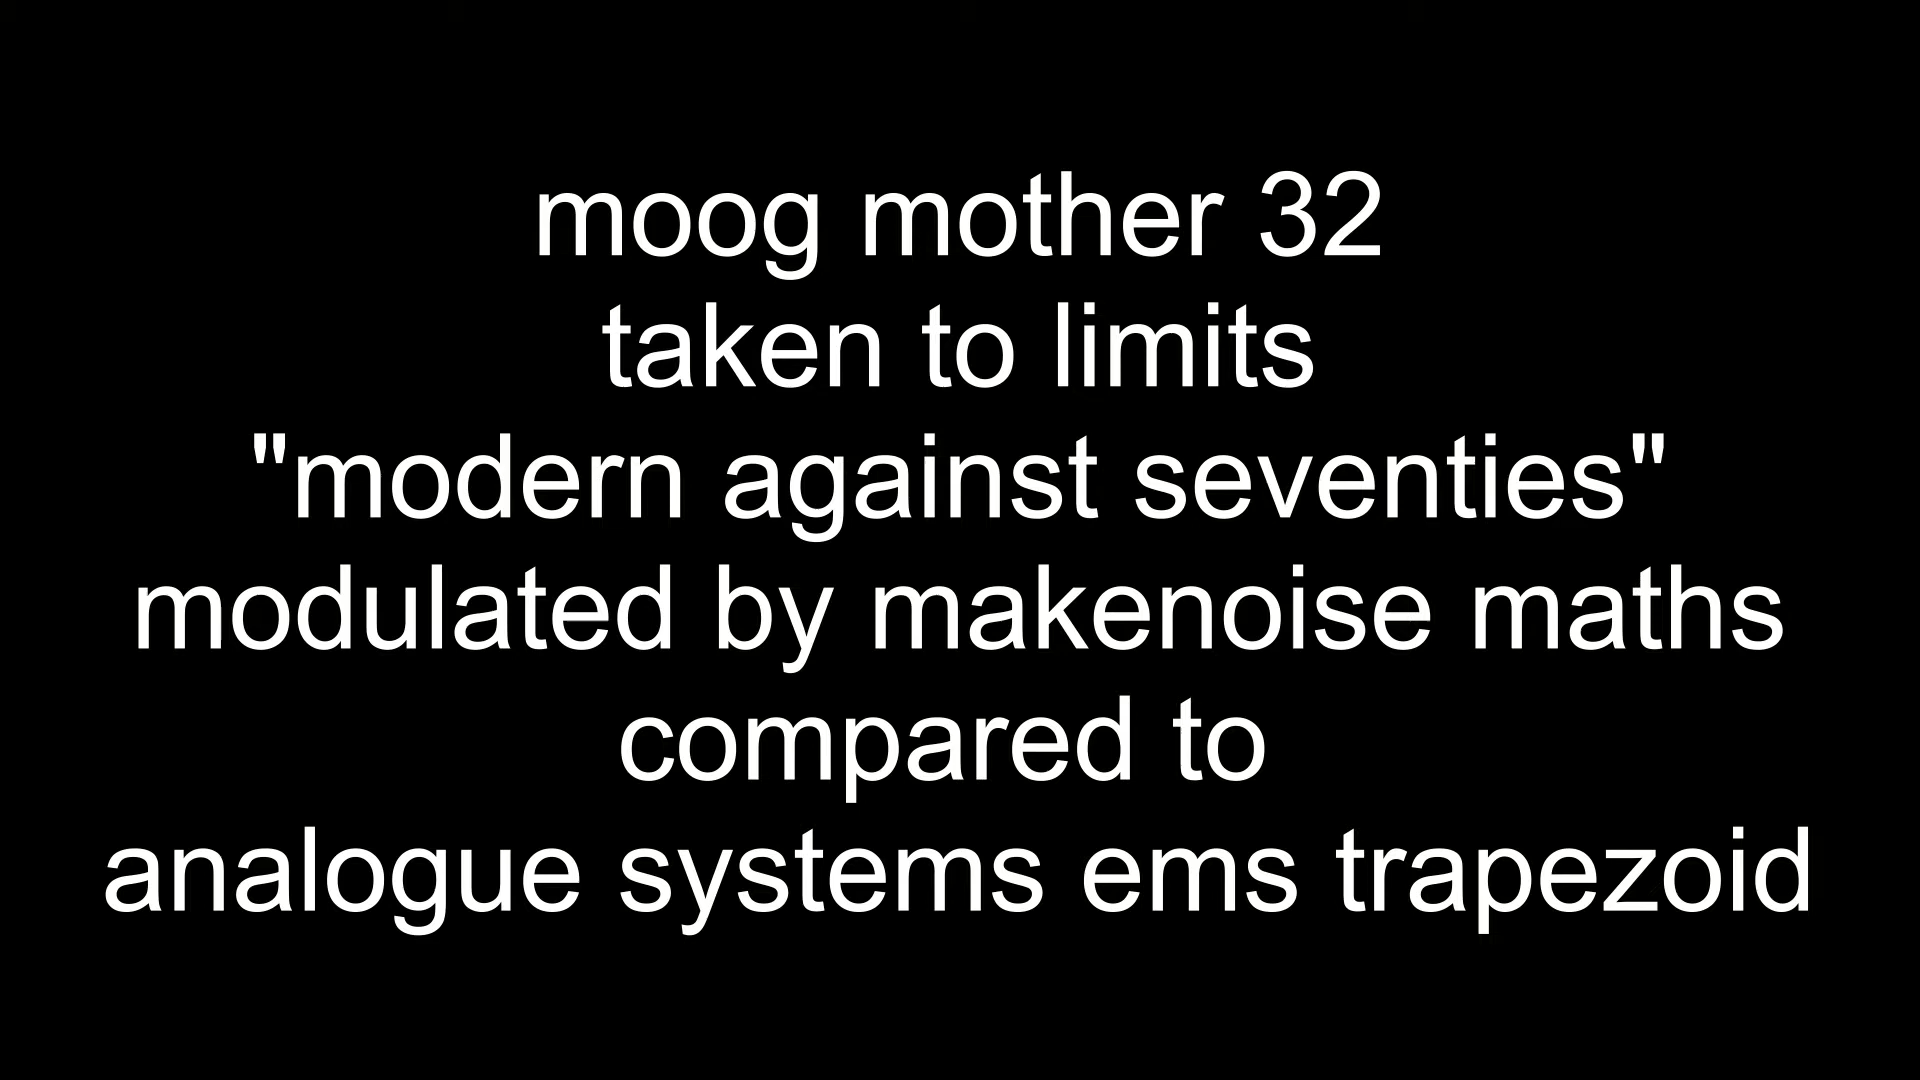 moog mother 32
taken to limits
"modern against seventies"
modulated by makenoise maths
compared to
analogue systems ems trapezoid